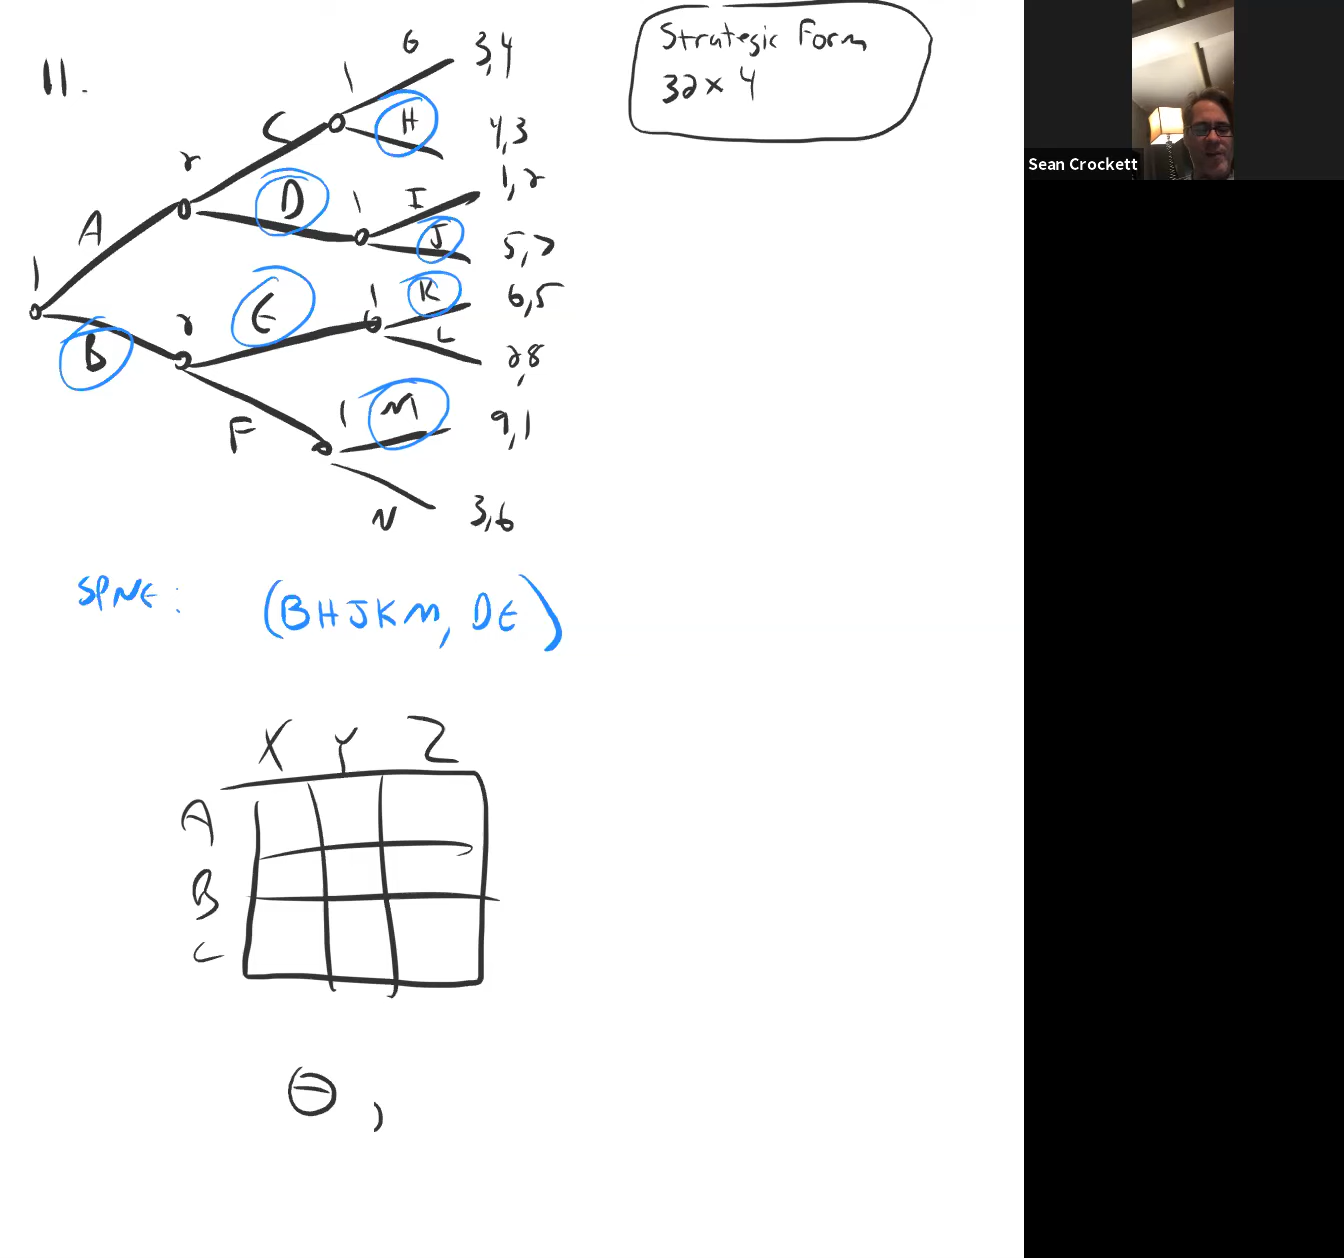 11.
Strategic Form
32 x 4
G 3,4
1
C H 4,3
2
D 1 I 1,2
A J 5,7
1
1 K 6,5
2 E
B L 2,8
F 1 M 9,1
N 3,6
SPNE: (BHJKM, DE)
X Y Z
A
B
C
Θ,
Sean Crockett